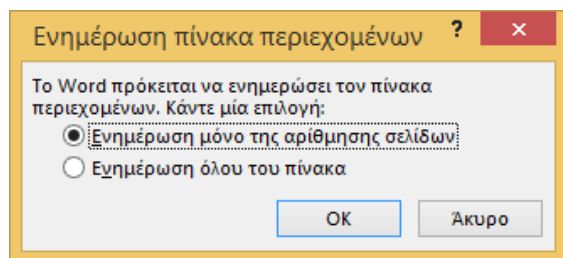 Ενημέρωση πίνακα περιεχομένων ? ×
Το Word πρόκειται να ενημερώσει τον πίνακα
περιεχομένων. Κάντε μία επιλογή:
Ενημέρωση μόνο της αρίθμησης σελίδων
Ενημέρωση όλου του πίνακα
OK Άκυρο